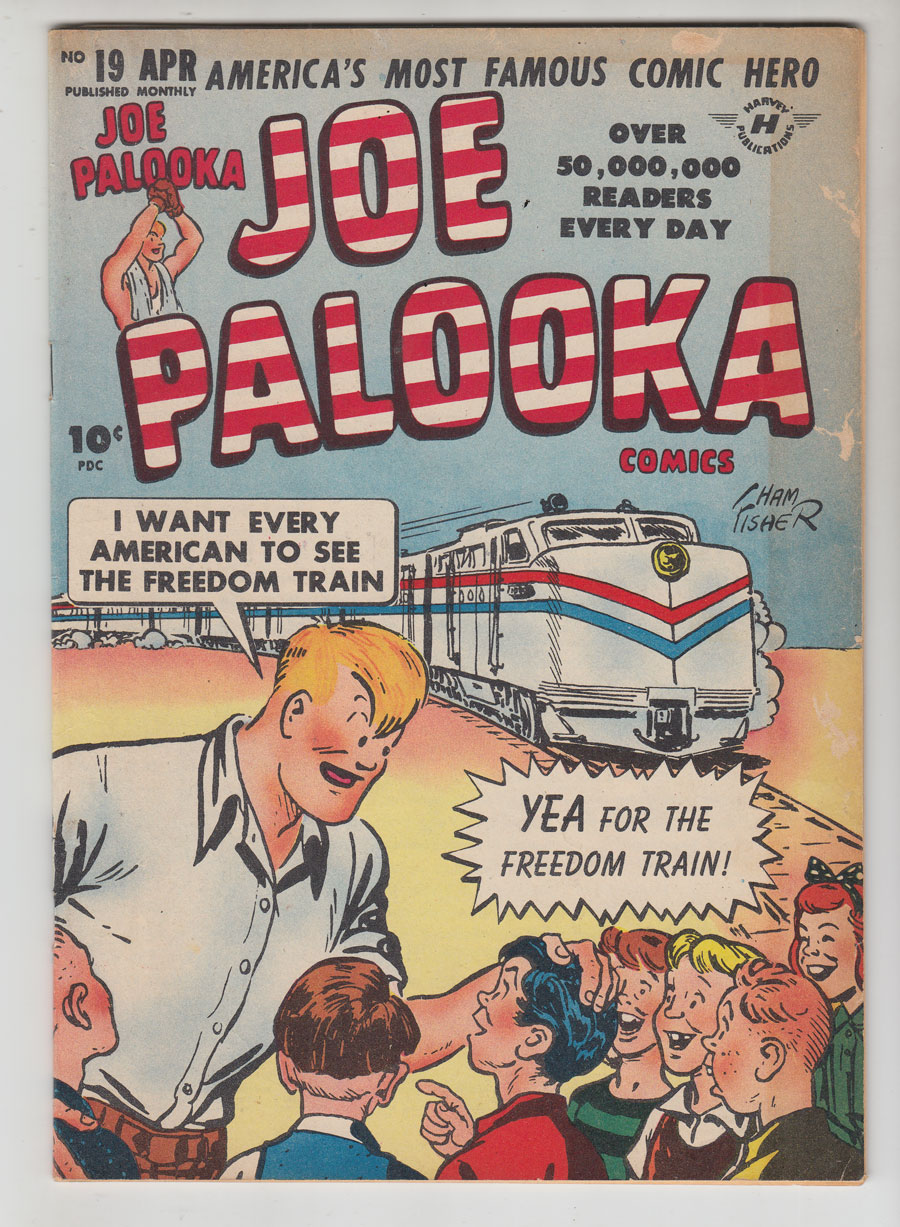 NO 19 APR
PUBLISHED MONTHLY
AMERICA'S MOST FAMOUS COMIC HERO
JOE
PALOOKA
HARVEY
H
PUBLICATIONS
OVER
50,000,000
READERS
EVERY DAY
JOE
PALOOKA
COMICS
10¢
PDC
HAM
FISHER
I WANT EVERY
AMERICAN TO SEE
THE FREEDOM TRAIN
YEA FOR THE
FREEDOM TRAIN!